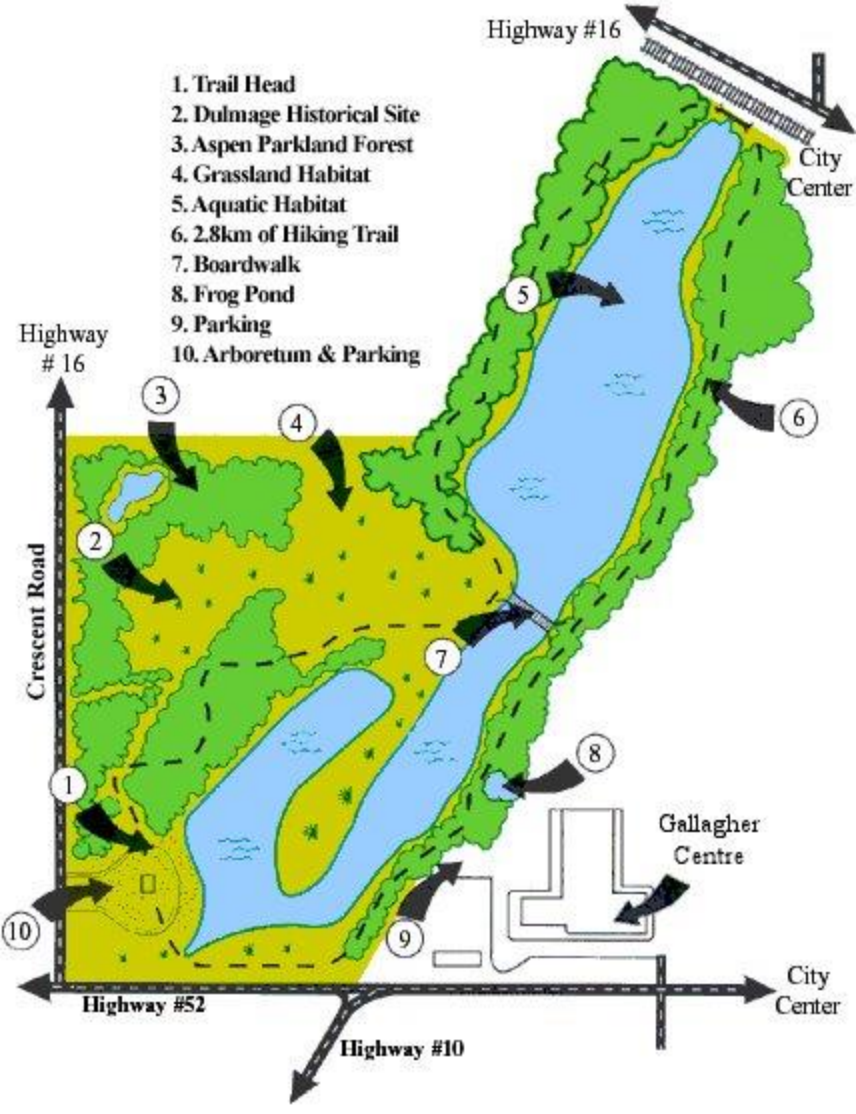 Highway #16
1. Trail Head
2. Dulmage Historical Site
3. Aspen Parkland Forest
4. Grassland Habitat
5. Aquatic Habitat
6. 2.8km of Hiking Trail
7. Boardwalk
8. Frog Pond
9. Parking
10. Arboretum & Parking
City
Center
5
Highway
# 16
3
4
6
2
Crescent Road
7
1
8
Gallagher
Centre
10
9
City
Center
Highway #52
Highway #10